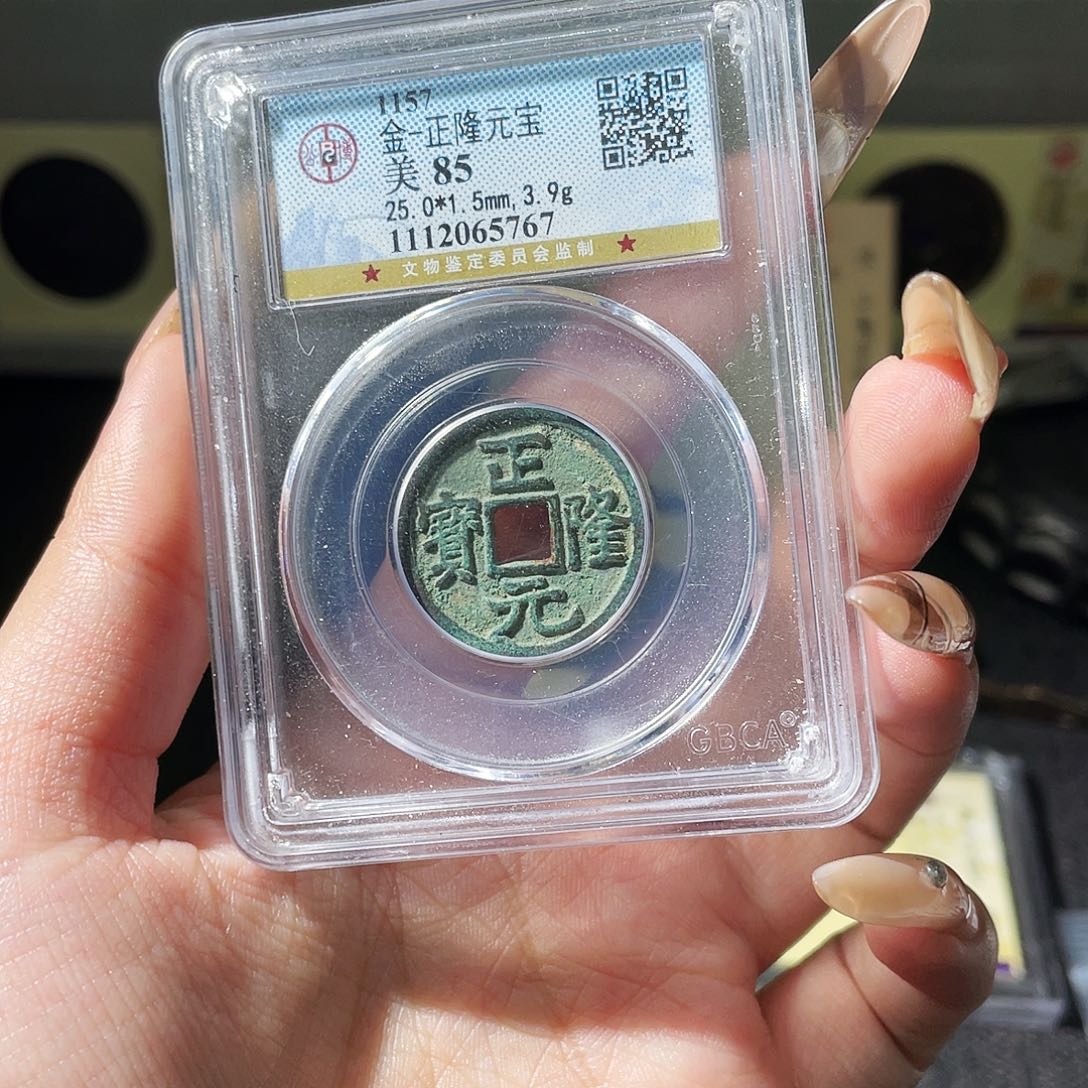 1157
金-正隆元宝
美 85
25.0*1.5mm, 3.9g
1112065767
★ 文物鉴定委员会监制 ★
正
隆
元
寶
GBCA®